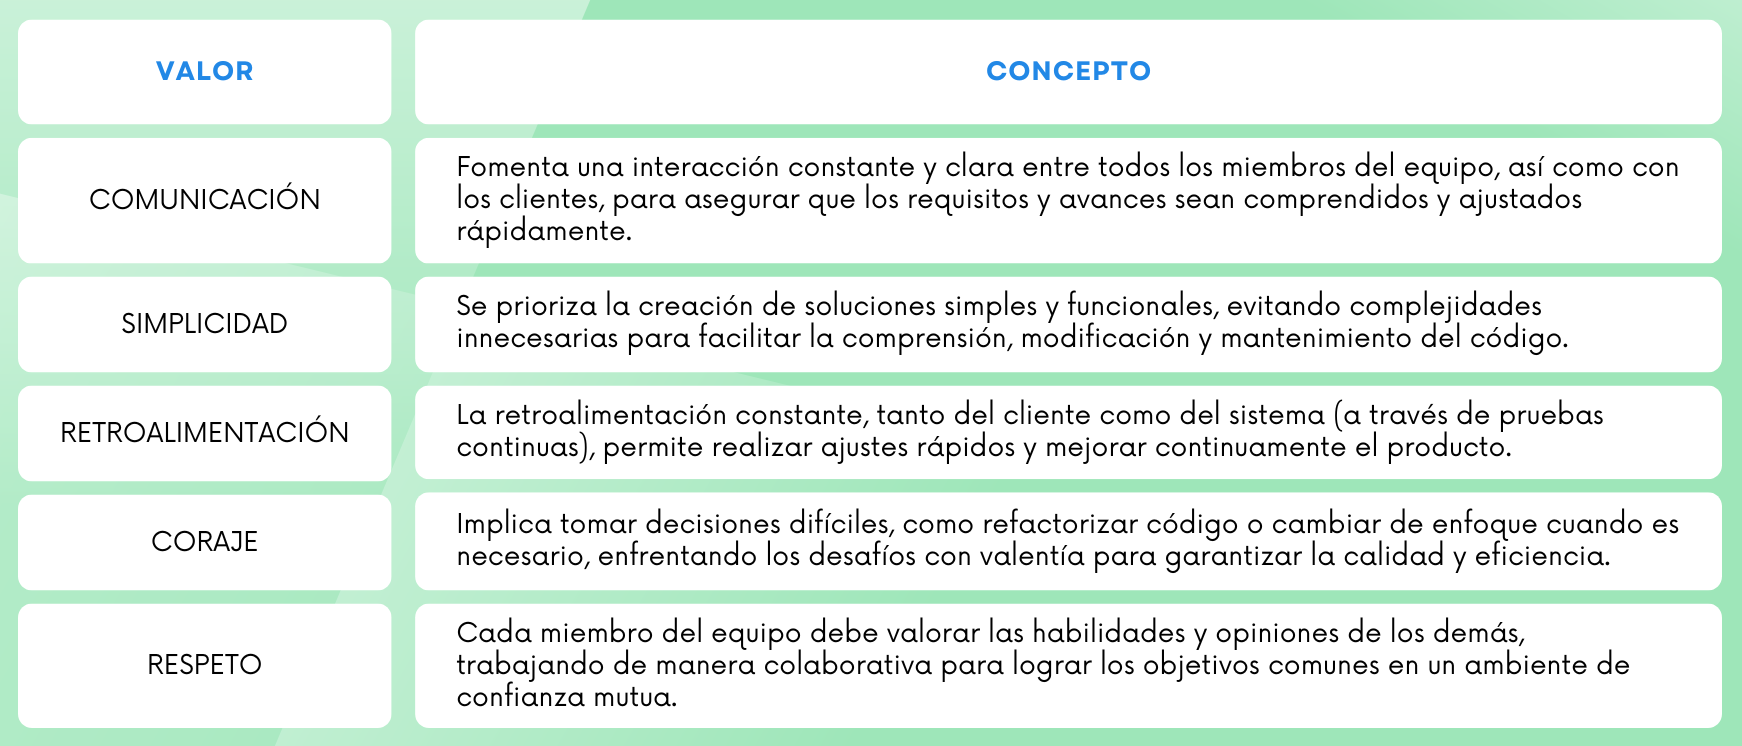 VALOR
CONCEPTO
COMUNICACIÓN
Fomenta una interacción constante y clara entre todos los miembros del equipo, así como con
los clientes, para asegurar que los requisitos y avances sean comprendidos y ajustados
rápidamente.
SIMPLICIDAD
Se prioriza la creación de soluciones simples y funcionales, evitando complejidades
innecesarias para facilitar la comprensión, modificación y mantenimiento del código.
RETROALIMENTACIÓN
La retroalimentación constante, tanto del cliente como del sistema (a través de pruebas
continuas), permite realizar ajustes rápidos y mejorar continuamente el producto.
CORAJE
Implica tomar decisiones difíciles, como refactorizar código o cambiar de enfoque cuando es
necesario, enfrentando los desafíos con valentía para garantizar la calidad y eficiencia.
RESPETO
Cada miembro del equipo debe valorar las habilidades y opiniones de los demás,
trabajando de manera colaborativa para lograr los objetivos comunes en un ambiente de
confianza mutua.